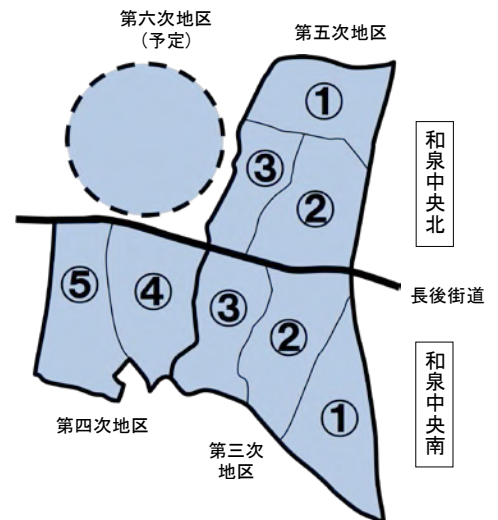 第六次地区
（予定）
第五次地区
①
③
②
和泉中央北
長後街道
⑤
④
③
②
①
和泉中央南
第四次地区
第三次
地区